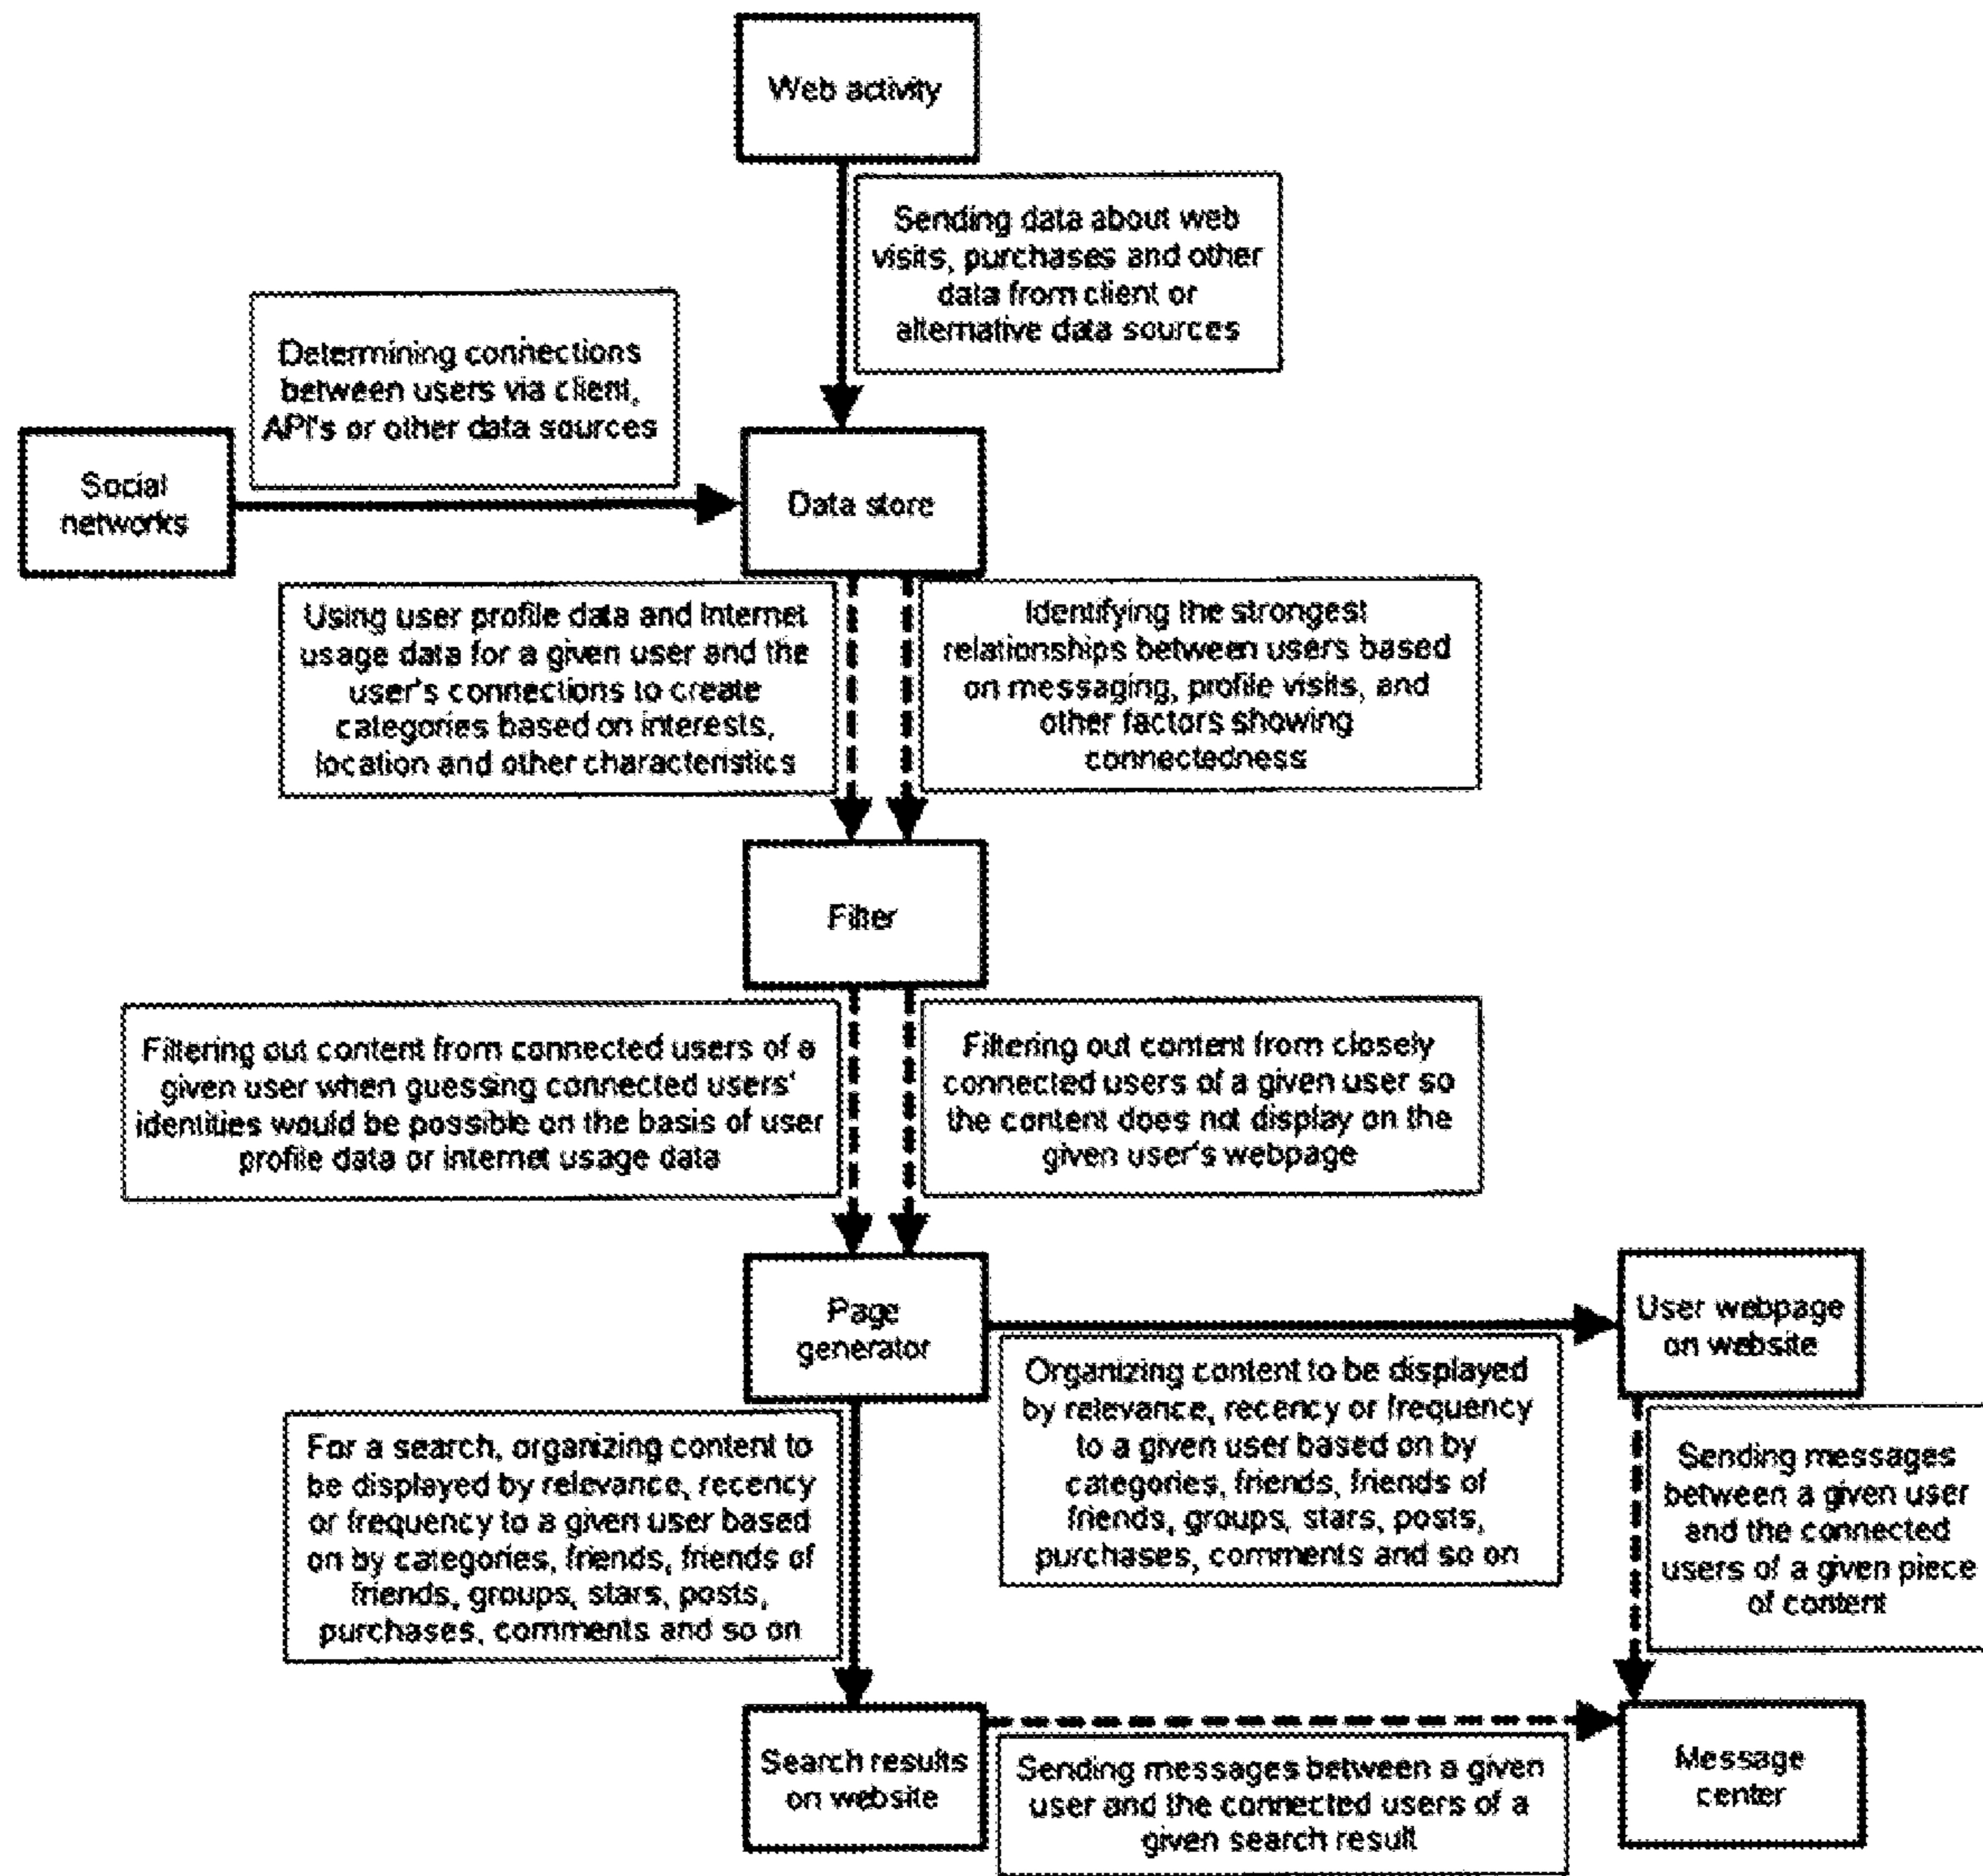 Web activity
Sending data about web
visits, purchases and other
data from client or
alternative data sources
Determining connections
between users via client,
API's or other data sources
Social
networks
Data store
Using user profile data and Internet
usage data for a given user and the
user's connections to create
categories based on interests,
location and other characteristics
Identifying the strongest
relationships between users based
on messaging, profile visits, and
other factors showing
connectedness
Filter
Filtering out content from connected users of a
given user when guessing connected users'
identities would be possible on the basis of user
profile data or internet usage data
Filtering out content from closely
connected users of a given user so
the content does not display on the
given user's webpage
Page
generator
User webpage
on website
Organizing content to be displayed
by relevance, recency or frequency
to a given user based on by
categories, friends, friends of
friends, groups, stars, posts,
purchases, comments and so on
For a search, organizing content to
be displayed by relevance, recency
or frequency to a given user based
on by categories, friends, friends of
friends, groups, stars, posts,
purchases, comments and so on
Sending messages
between a given user
and the connected
users of a given piece
of content
Search results
on website
Sending messages between a given
user and the connected users of a
given search result
Message
center